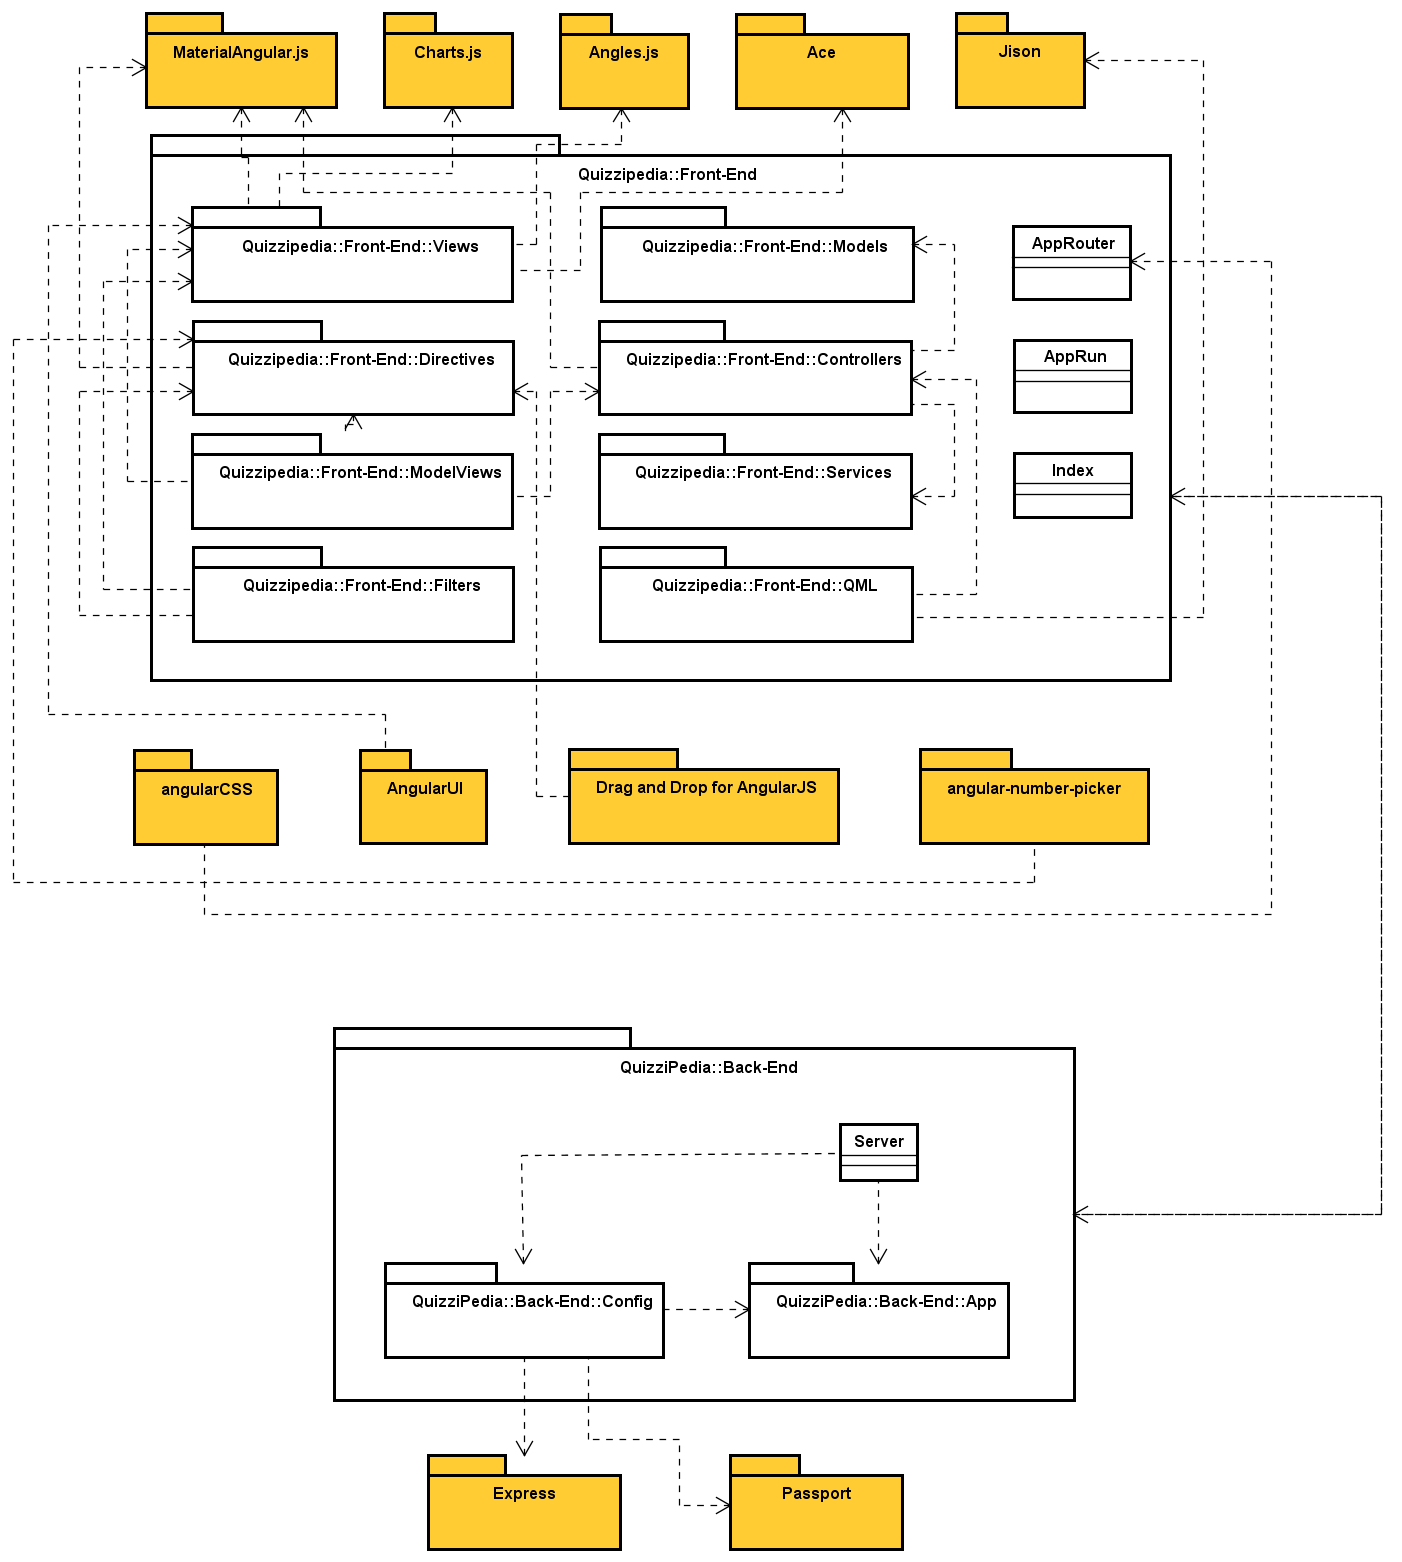 MaterialAngular.js
Charts.js
Angles.js
Ace
Jison
Quizzipedia::Front-End
Quizzipedia::Front-End::Views
Quizzipedia::Front-End::Models
AppRouter
Quizzipedia::Front-End::Directives
Quizzipedia::Front-End::Controllers
AppRun
Quizzipedia::Front-End::ModelViews
Quizzipedia::Front-End::Services
Index
Quizzipedia::Front-End::Filters
Quizzipedia::Front-End::QML
angularCSS
AngularUI
Drag and Drop for AngularJS
angular-number-picker
QuizziPedia::Back-End
Server
QuizziPedia::Back-End::Config
QuizziPedia::Back-End::App
Express
Passport